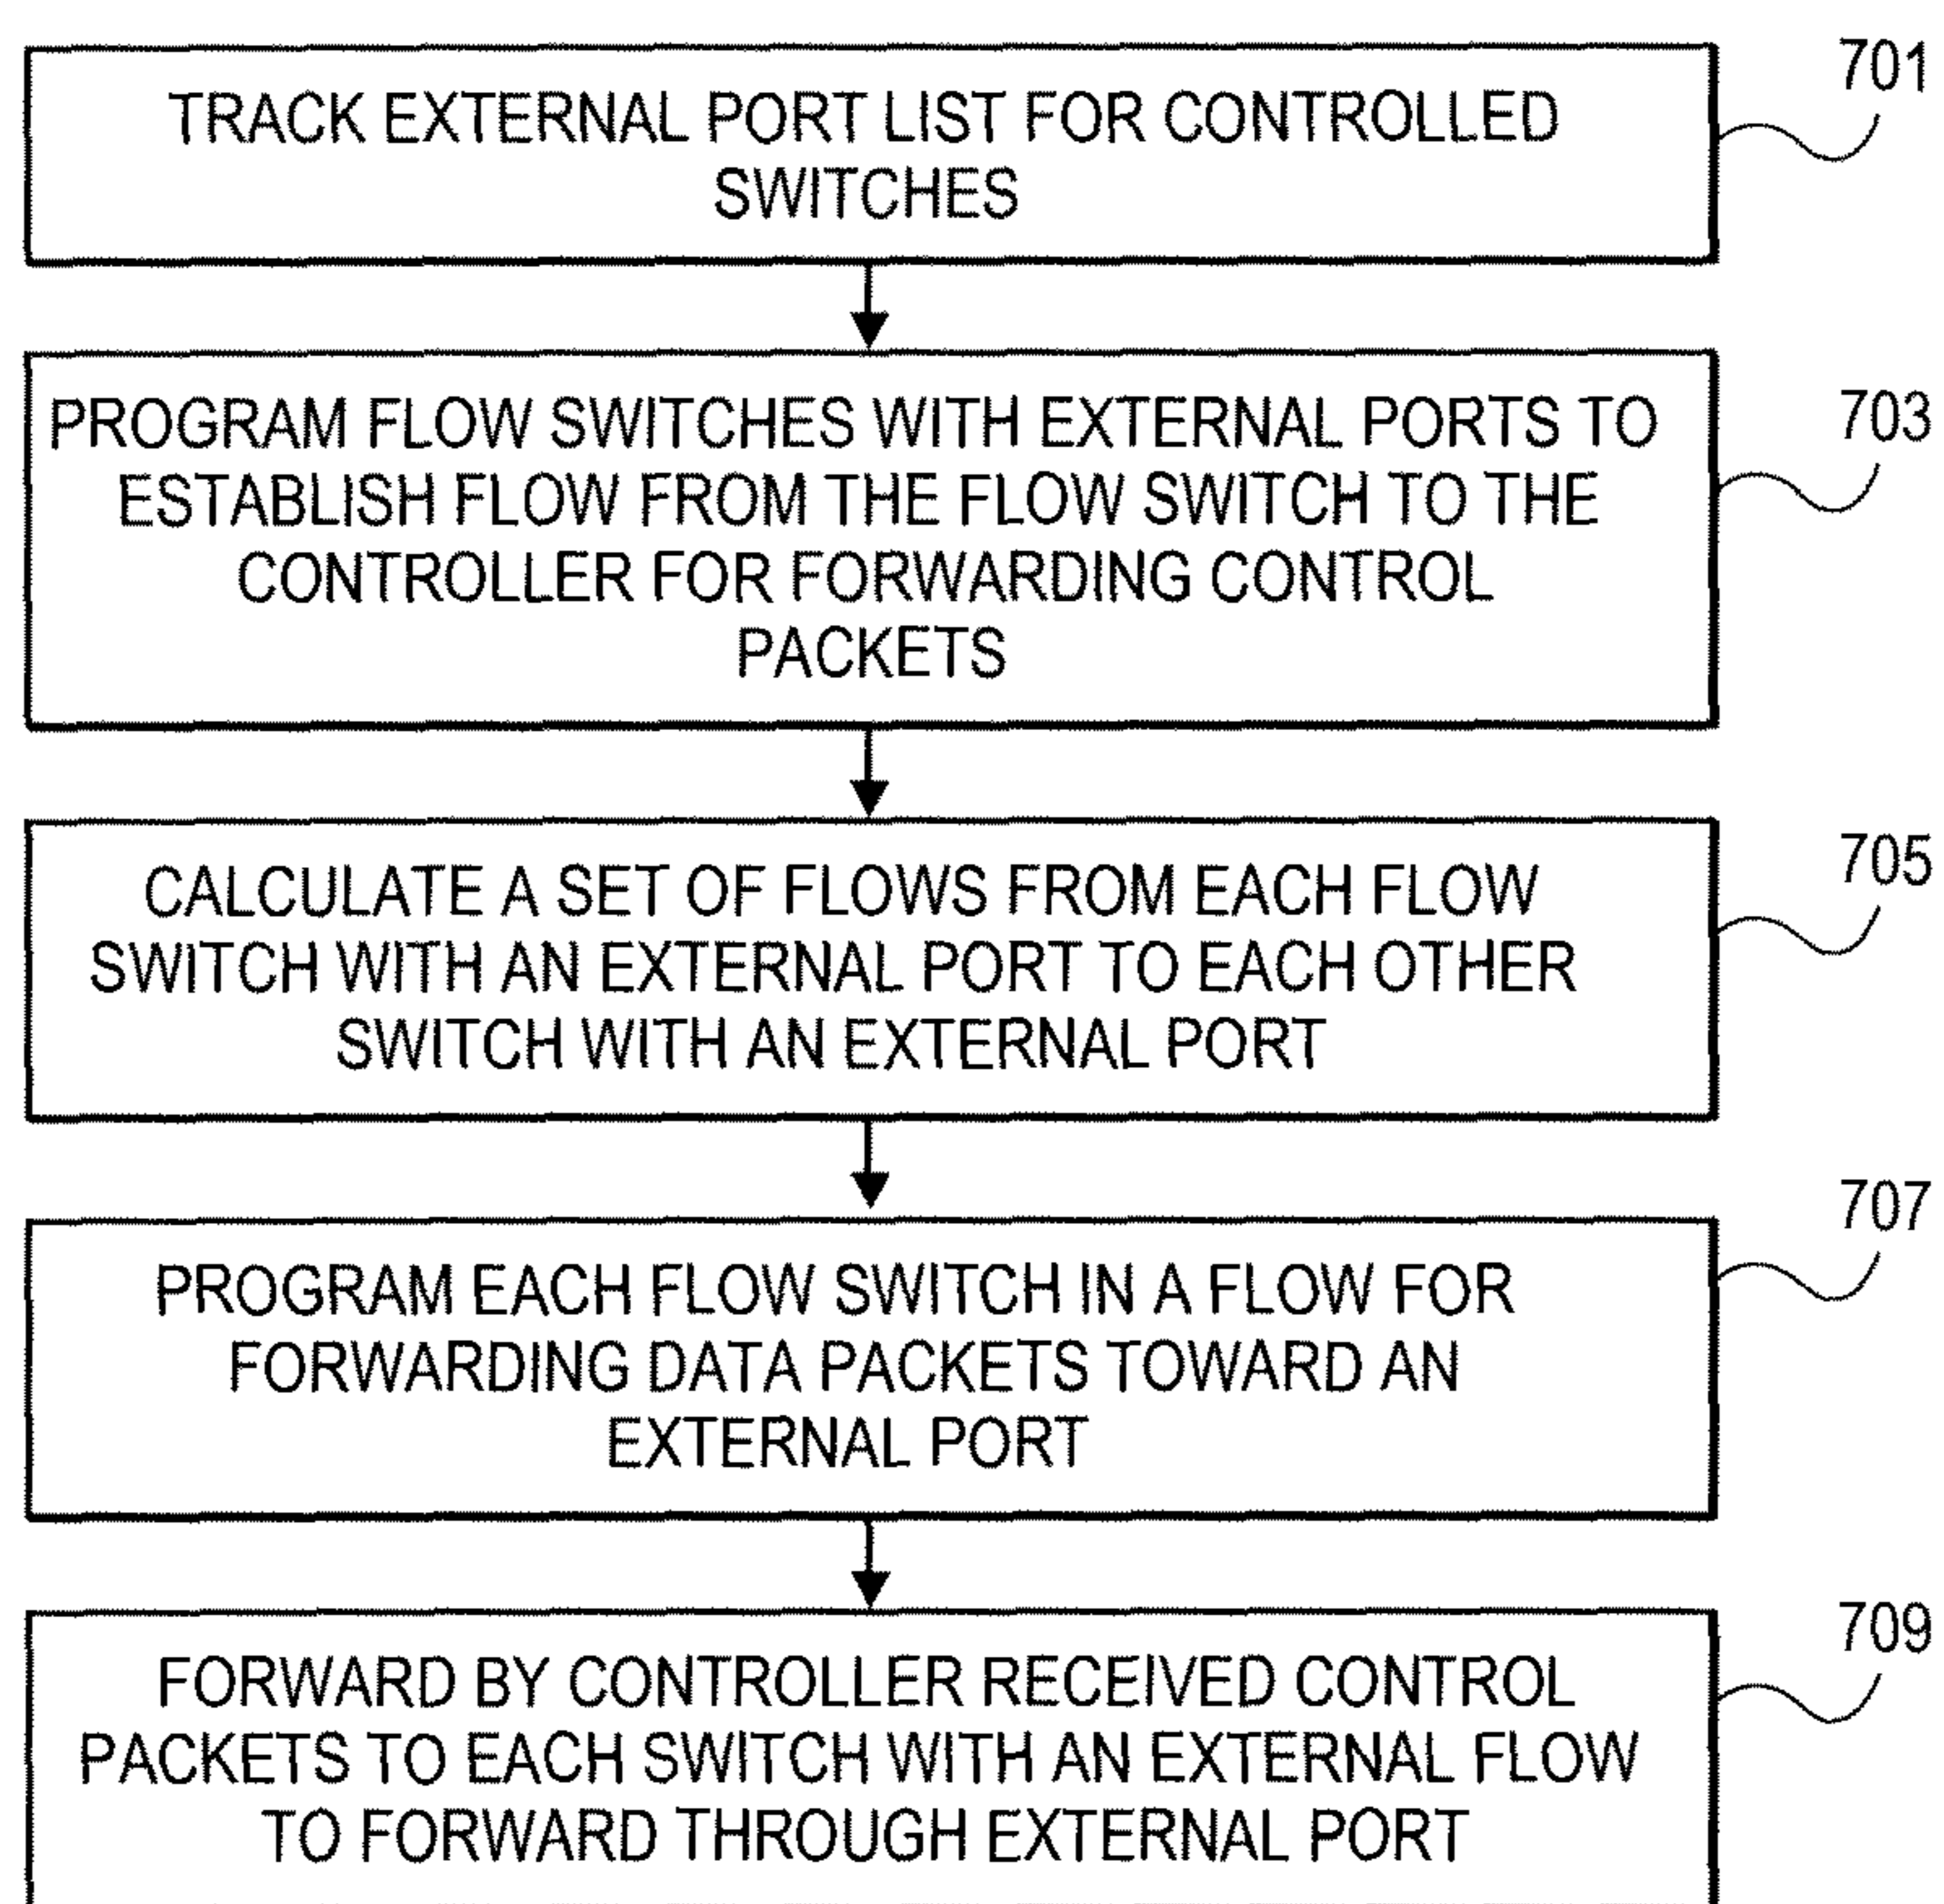 TRACK EXTERNAL PORT LIST FOR CONTROLLED
SWITCHES
701
PROGRAM FLOW SWITCHES WITH EXTERNAL PORTS TO
ESTABLISH FLOW FROM THE FLOW SWITCH TO THE
CONTROLLER FOR FORWARDING CONTROL
PACKETS
703
CALCULATE A SET OF FLOWS FROM EACH FLOW
SWITCH WITH AN EXTERNAL PORT TO EACH OTHER
SWITCH WITH AN EXTERNAL PORT
705
PROGRAM EACH FLOW SWITCH IN A FLOW FOR
FORWARDING DATA PACKETS TOWARD AN
EXTERNAL PORT
707
FORWARD BY CONTROLLER RECEIVED CONTROL
PACKETS TO EACH SWITCH WITH AN EXTERNAL FLOW
TO FORWARD THROUGH EXTERNAL PORT
709